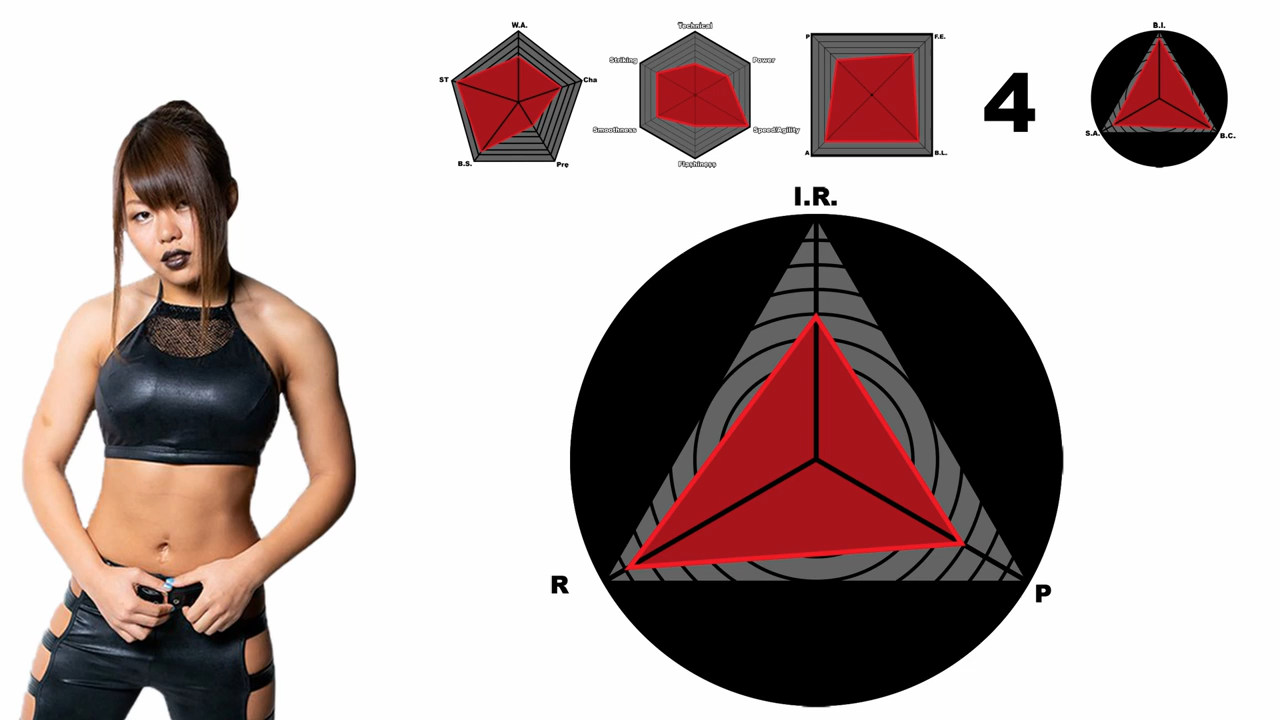 W.A.
ST
Cha
B.S.
Pre
Technical
Striking
Power
Smoothness
Speed/Agility
Flashiness
P
F.E.
A
B.L.
4
B.I.
S.A.
B.C.
I.R.
R
P